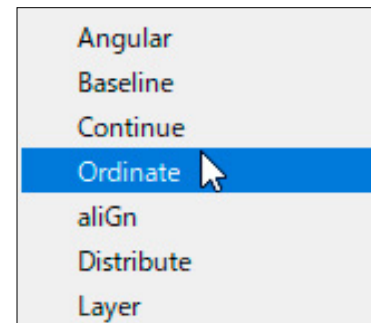 Angular
Baseline
Continue
Ordinate
aliGn
Distribute
Layer